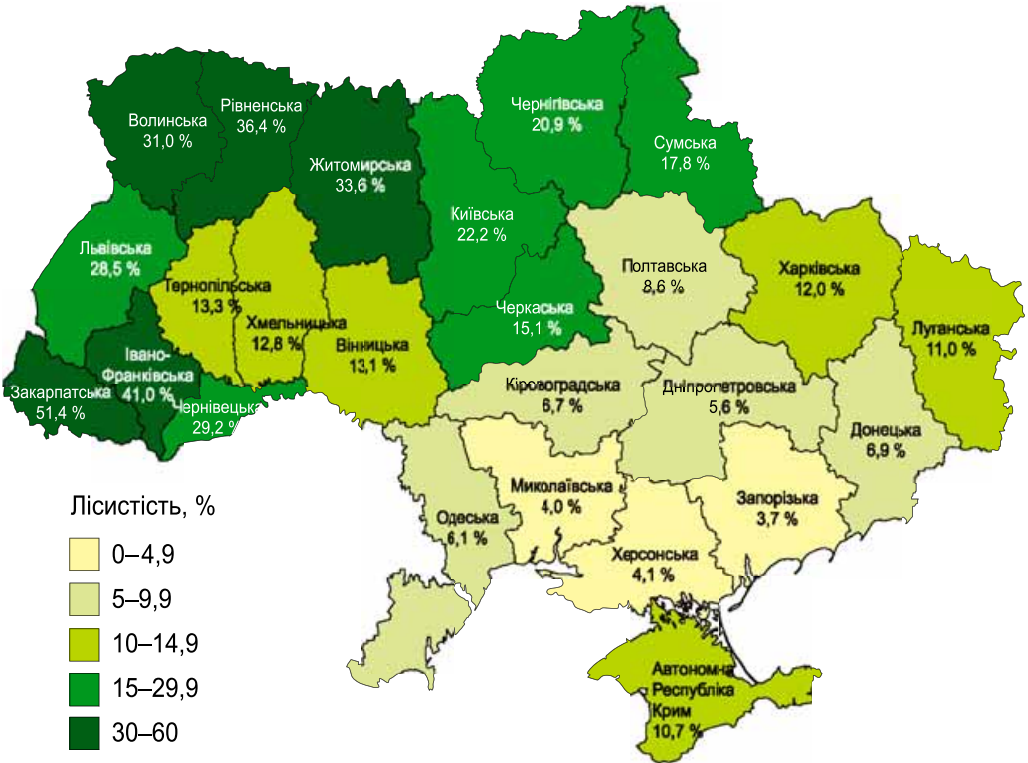 Чернігівська
20,9 %
Рівненська
36,4 %
Волинська
31,0 %
Сумська
17,8 %
Житомирська
33,6 %
Київська
22,2 %
Львівська
28,5 %
Полтавська
8,6 %
Харківська
12,0 %
Тернопільська
13,3 %
Черкаська
15,1 %
Хмельницька
12,8 %
Вінницька
13,1 %
Луганська
11,0 %
Івано-
Франківська
41,0 %
Закарпатська
51,4 %
Чернівецька
29,2 %
Кіровоградська
6,7 %
Дніпропетровська
5,6 %
Донецька
6,9 %
Миколаївська
4,0 %
Запорізька
3,7 %
Одеська
6,1 %
Херсонська
4,1 %
Автономна
Республіка
Крим
10,7 %
Лісистість, %
0–4,9
5–9,9
10–14,9
15–29,9
30–60